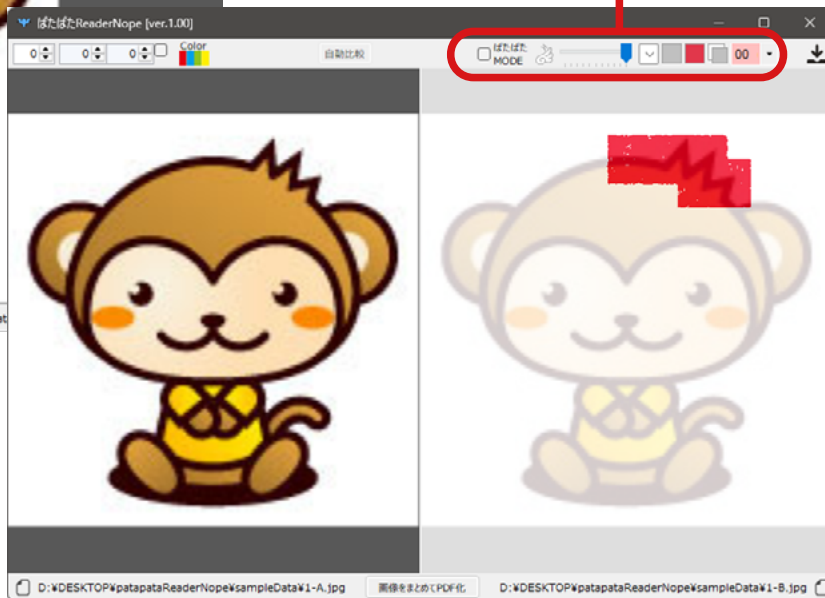 ぱたぱたReaderNope [ver.1.00]
0 0 0 Color 自動比較 ぱたぱた MODE 00
D:¥DESKTOP¥patapataReaderNope¥sampleData¥1-A.jpg 画像をまとめてPDF化 D:¥DESKTOP¥patapataReaderNope¥sampleData¥1-B.jpg